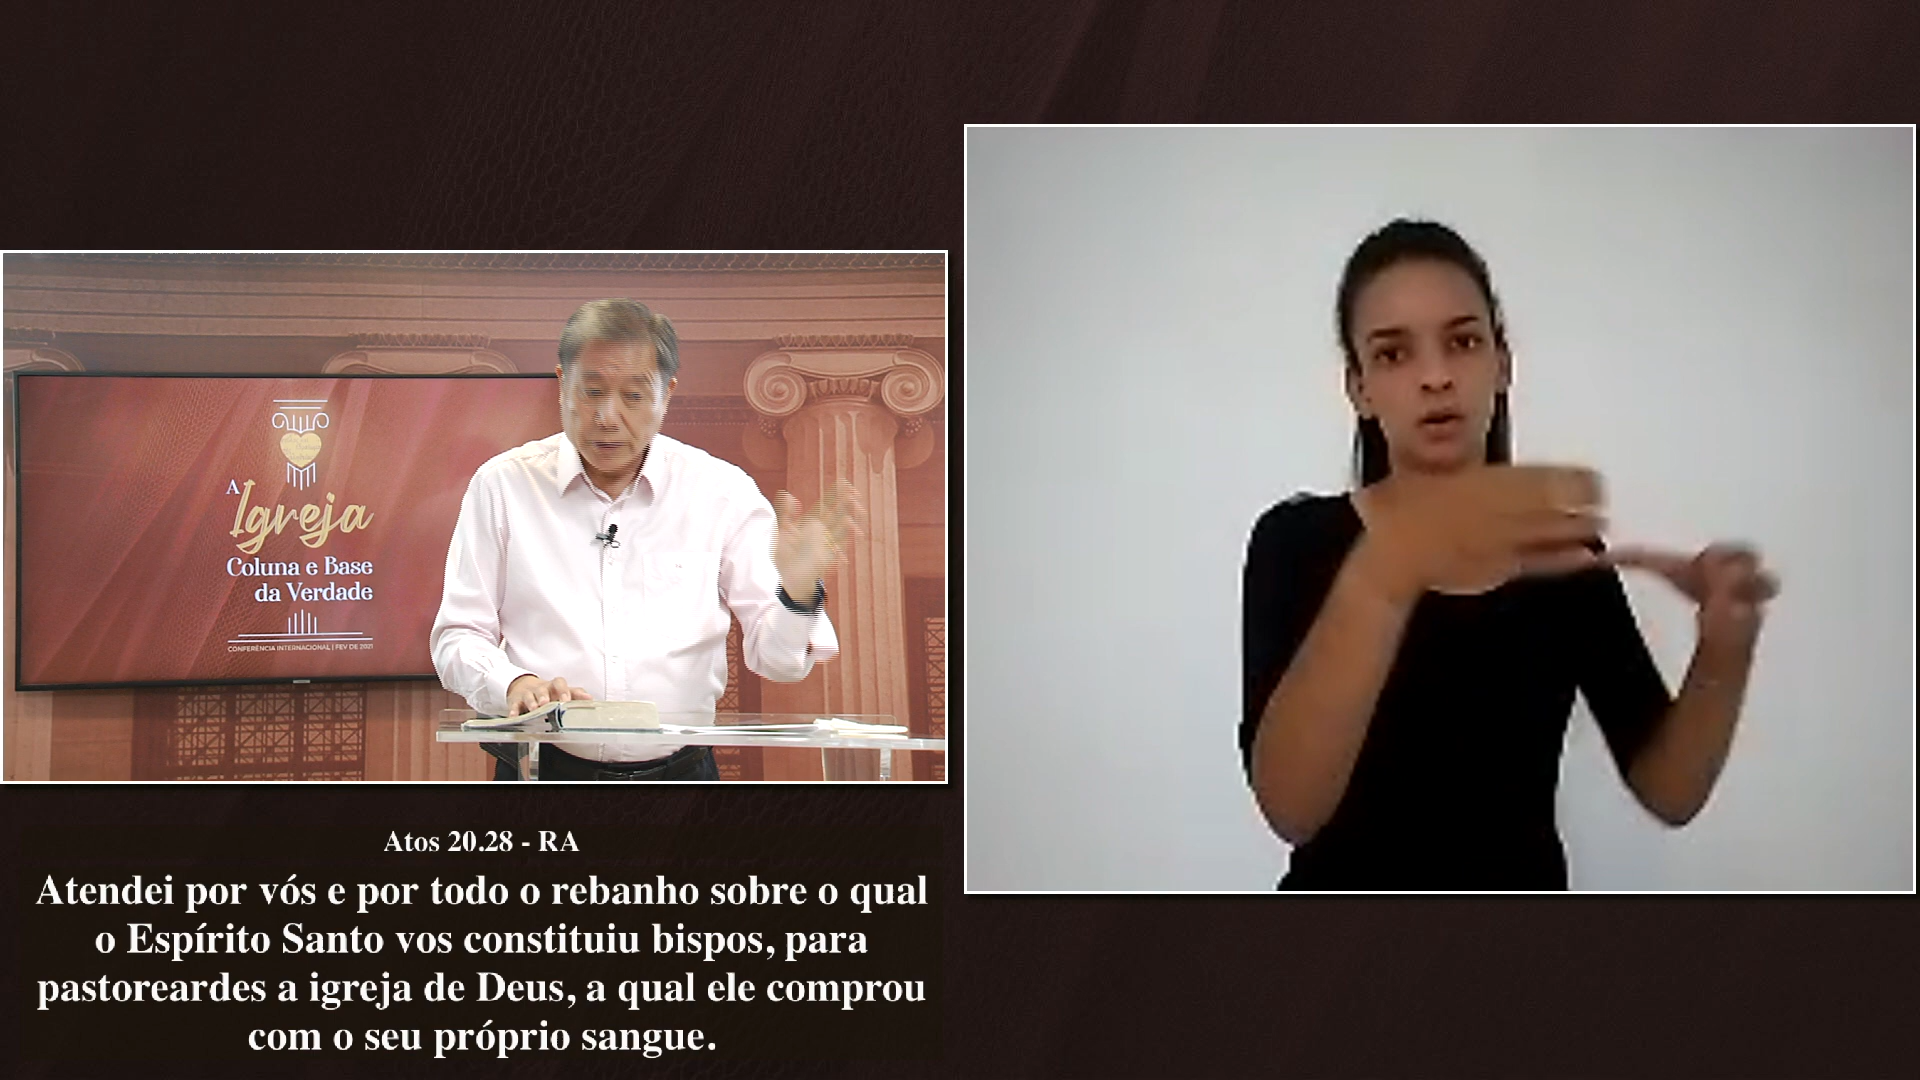 A
Igreja
Coluna e Base
da Verdade
CONFERÊNCIA INTERNACIONAL | FEV DE 2021
Atos 20.28 - RA
Atendei por vós e por todo o rebanho sobre o qual
o Espírito Santo vos constituiu bispos, para
pastoreardes a igreja de Deus, a qual ele comprou
com o seu próprio sangue.